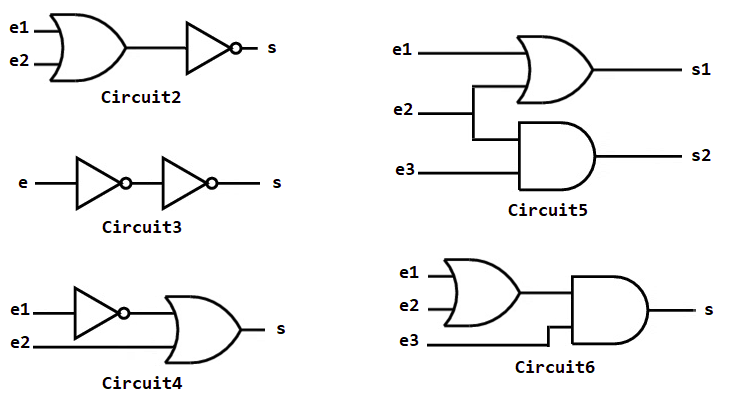 e1
e2
s
Circuit2
e
s
Circuit3
e1
e2
s
Circuit4
e1
e2
e3
s1
s2
Circuit5
e1
e2
e3
s
Circuit6